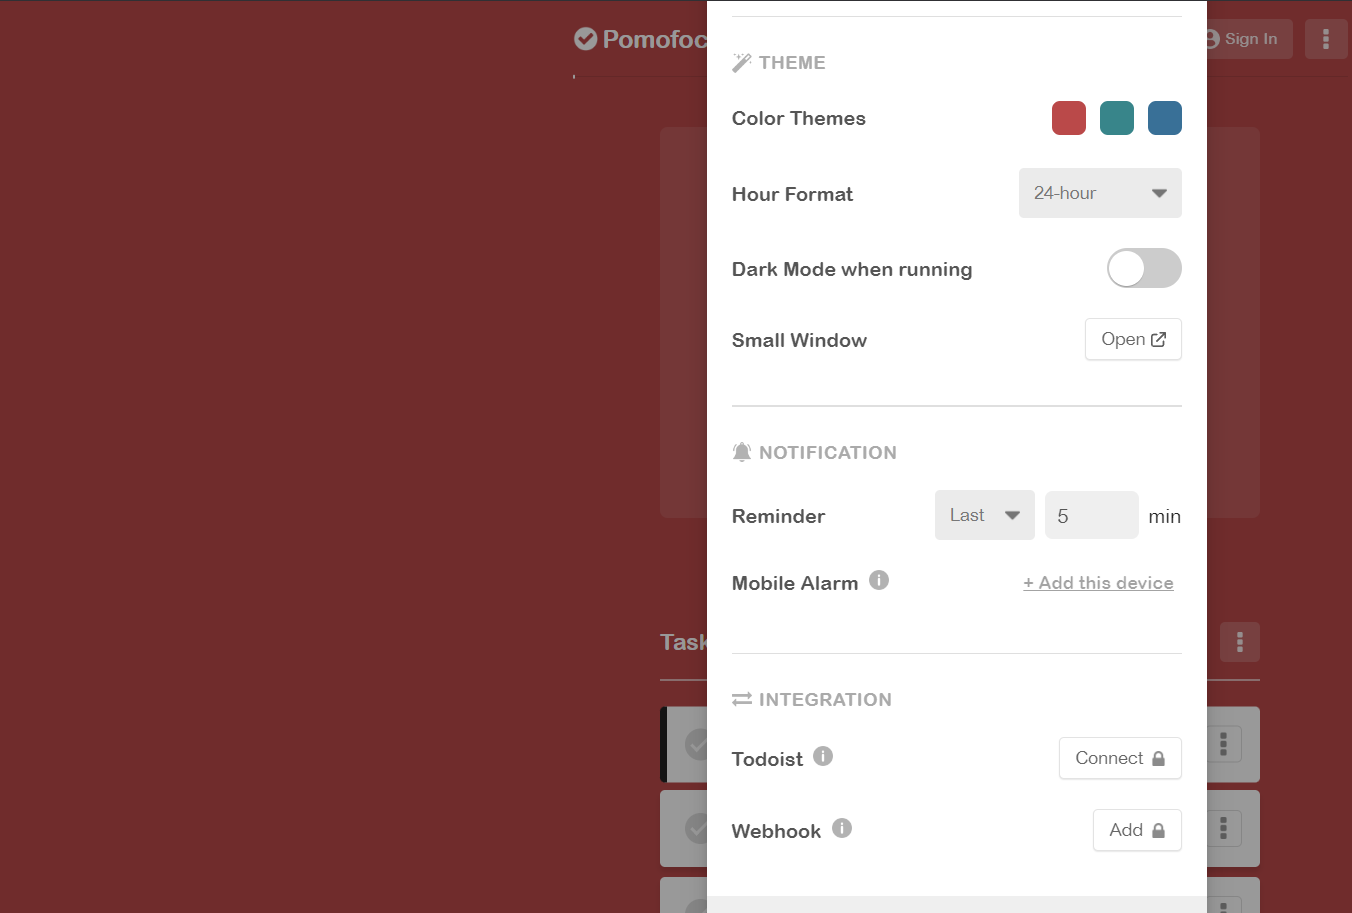 Pomofoc
Sign In
THEME
Color Themes
Hour Format
24-hour
Dark Mode when running
Small Window
Open
NOTIFICATION
Reminder
Last
5
min
Mobile Alarm
+ Add this device
Task
INTEGRATION
Todoist
Connect
Webhook
Add